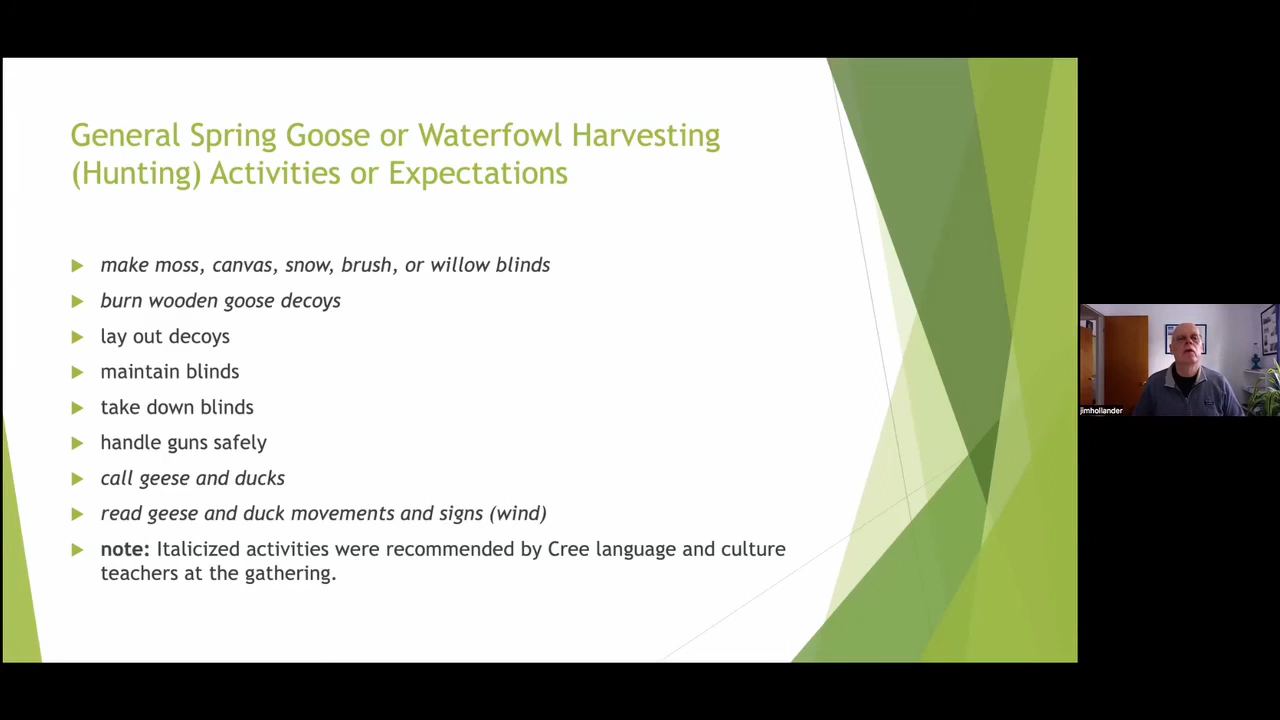 General Spring Goose or Waterfowl Harvesting
(Hunting) Activities or Expectations
make moss, canvas, snow, brush, or willow blinds
burn wooden goose decoys
lay out decoys
maintain blinds
take down blinds
handle guns safely
call geese and ducks
read geese and duck movements and signs (wind)
note: Italicized activities were recommended by Cree language and culture
teachers at the gathering.
jimhollander